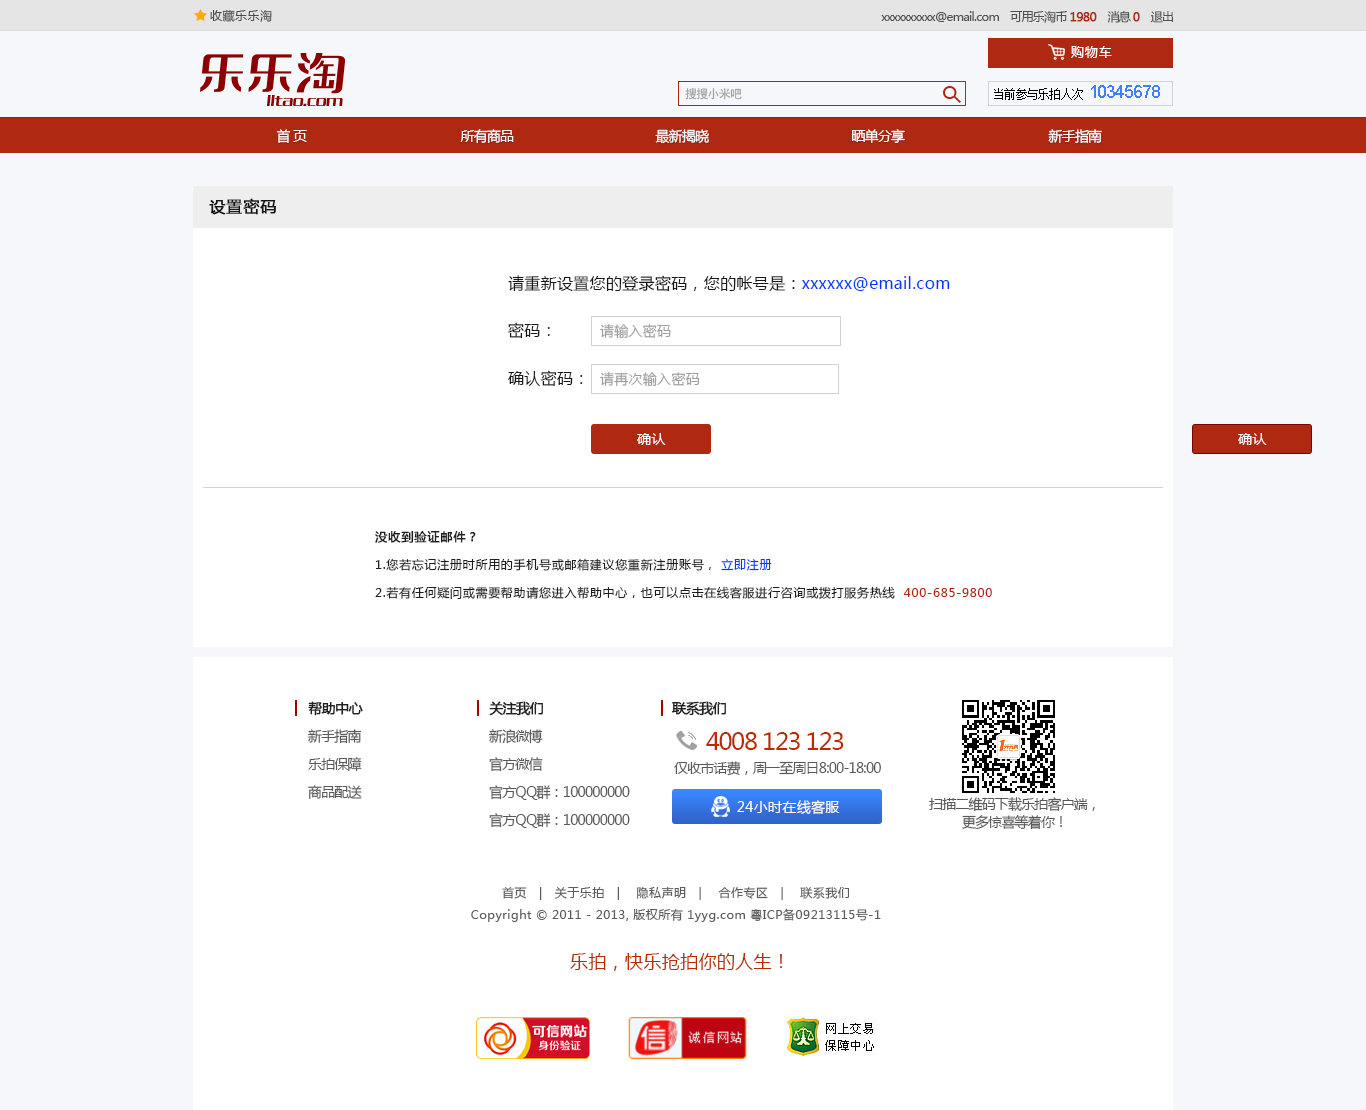 收藏乐乐淘
xxxxxxxxxx@email.com 可用乐淘币 1980 消息 0 退出
购物车
乐乐淘
lltao.com
搜搜小米吧
当前参与乐拍人次 10345678
首 页 所有商品 最新揭晓 晒单分享 新手指南
设置密码
请重新设置您的登录密码，您的帐号是：xxxxxx@email.com
密码： 请输入密码
确认密码： 请再次输入密码
确认 确认
没收到验证邮件？
1.您若忘记注册时所用的手机号或邮箱建议您重新注册账号， 立即注册
2.若有任何疑问或需要帮助请您进入帮助中心，也可以点击在线客服进行咨询或拨打服务热线 400-685-9800
帮助中心
新手指南
乐拍保障
商品配送
关注我们
新浪微博
官方微信
官方QQ群：100000000
官方QQ群：100000000
联系我们
4008 123 123
仅收市话费，周一至周日8:00-18:00
24小时在线客服
扫描二维码下载乐拍客户端，
更多惊喜等着你！
首页 | 关于乐拍 | 隐私声明 | 合作专区 | 联系我们
Copyright © 2011 - 2013, 版权所有 1yyg.com 粤ICP备09213115号-1
乐拍，快乐抢拍你的人生！
可信网站
身份验证
信 诚信网站
网上交易
保障中心